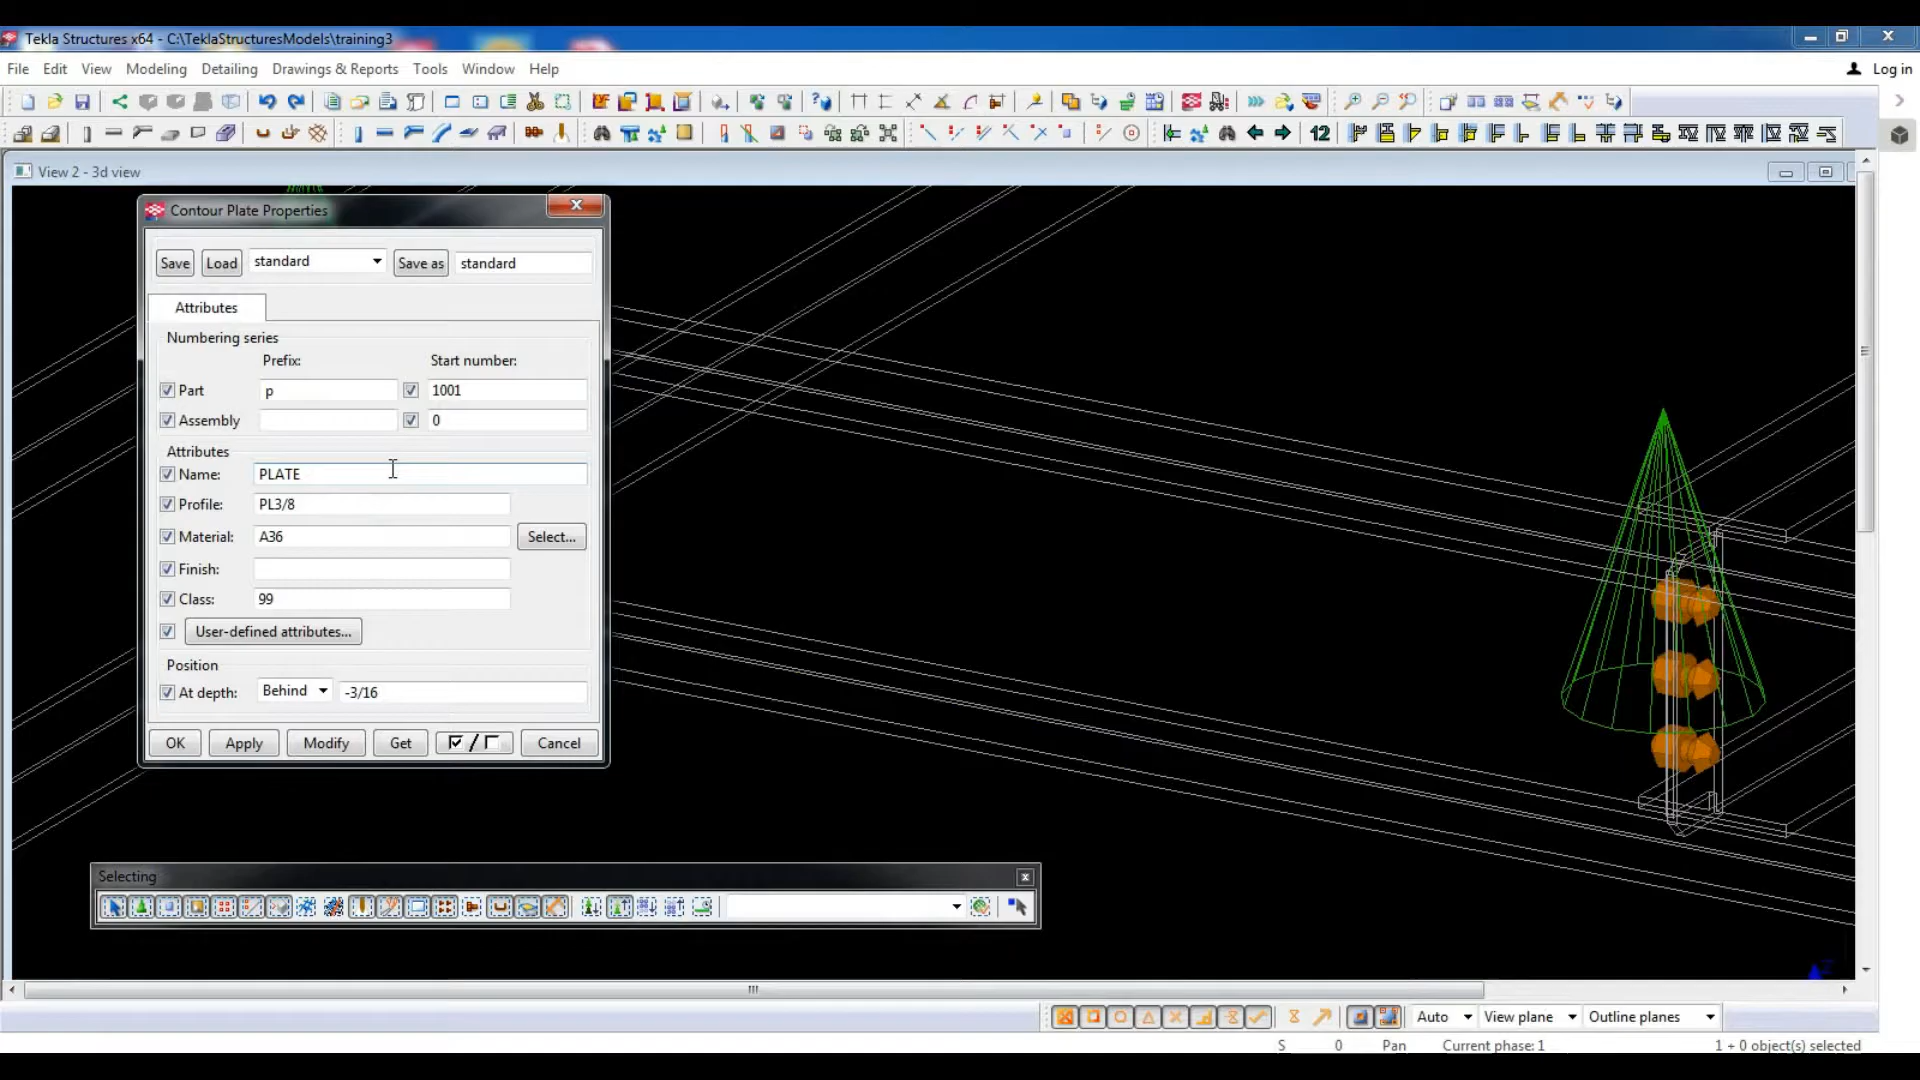 Tekla Structures x64 - C:\TeklaStructuresModels\training3
File Edit View Modeling Detailing Drawings & Reports Tools Window Help Log in
12
View 2 - 3d view
Contour Plate Properties
Save Load standard Save as standard
Attributes
Numbering series
Prefix: Start number:
Part p 1001
Assembly 0
Attributes
Name: PLATE
Profile: PL3/8
Material: A36 Select...
Finish:
Class: 99
User-defined attributes...
Position
At depth: Behind -3/16
OK Apply Modify Get / Cancel
Selecting
Auto View plane Outline planes
S 0 Pan Current phase: 1 1 + 0 object(s) selected